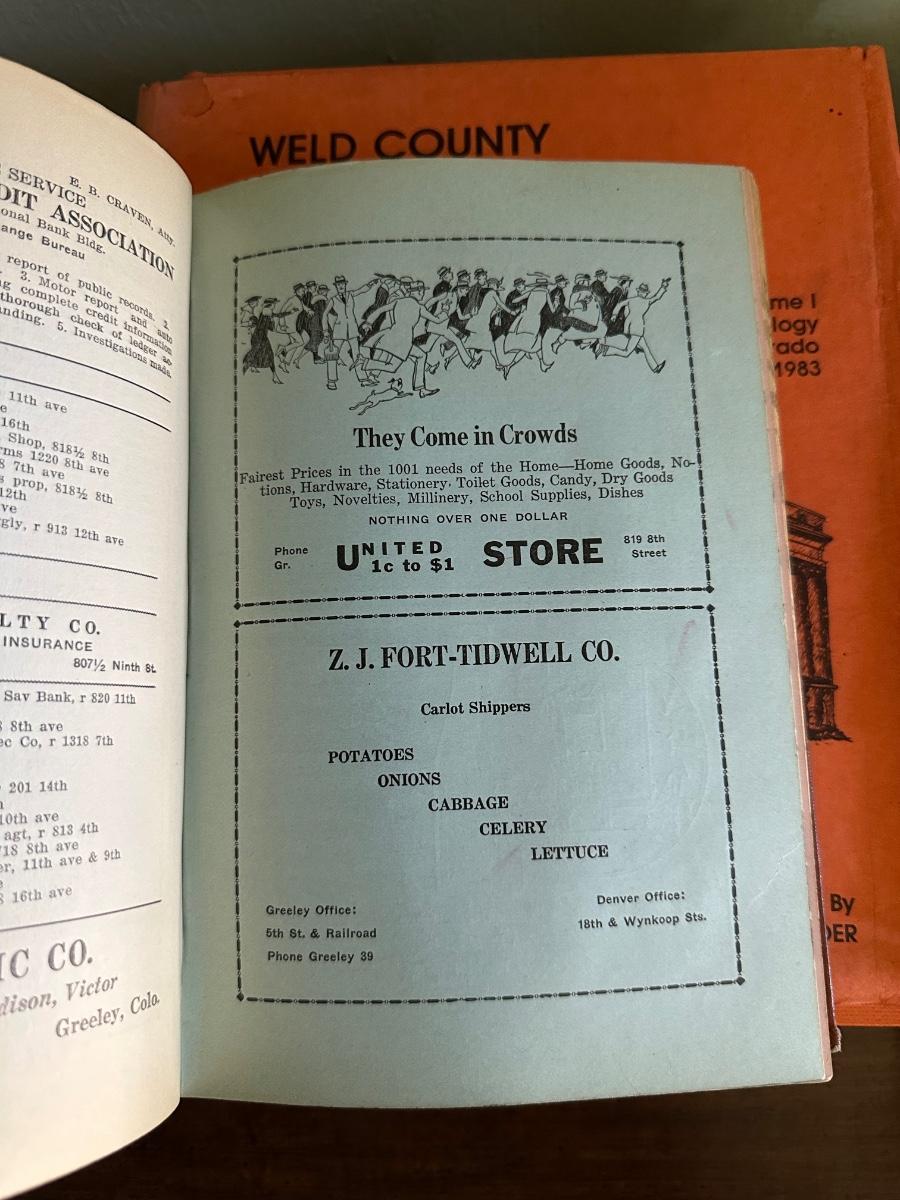 E. B. CRAVEN, Atty.
SERVICE
ASSOCIATION
Bank Bldg.
Bureau
report of public records. 2.
3. Motor report and auto
complete credit information
thorough check of ledger
5. Investigations made.
11th ave
16th
Shop, 818½ 8th
1220 8th ave
7th ave
prop, 818½ 8th
12th
r 913 12th ave
CO.
INSURANCE
807½ Ninth St.
Sav Bank, r 820 11th
8th ave
Co, r 1318 7th
201 14th
10th ave
agt, r 813 4th
718 8th ave
11th ave & 9th
16th ave
CO.
Victor
Greeley, Colo.
WELD COUNTY
1983
By
They Come in Crowds
Fairest Prices in the 1001 needs of the Home—Home Goods, No-
tions, Hardware, Stationery, Toilet Goods, Candy, Dry Goods
Toys, Novelties, Millinery, School Supplies, Dishes
NOTHING OVER ONE DOLLAR
Phone
Gr.
UNITED
1c to $1
STORE
819 8th
Street
Z. J. FORT-TIDWELL CO.
Carlot Shippers
POTATOES
ONIONS
CABBAGE
CELERY
LETTUCE
Greeley Office:
5th St. & Railroad
Phone Greeley 39
Denver Office:
18th & Wynkoop Sts.